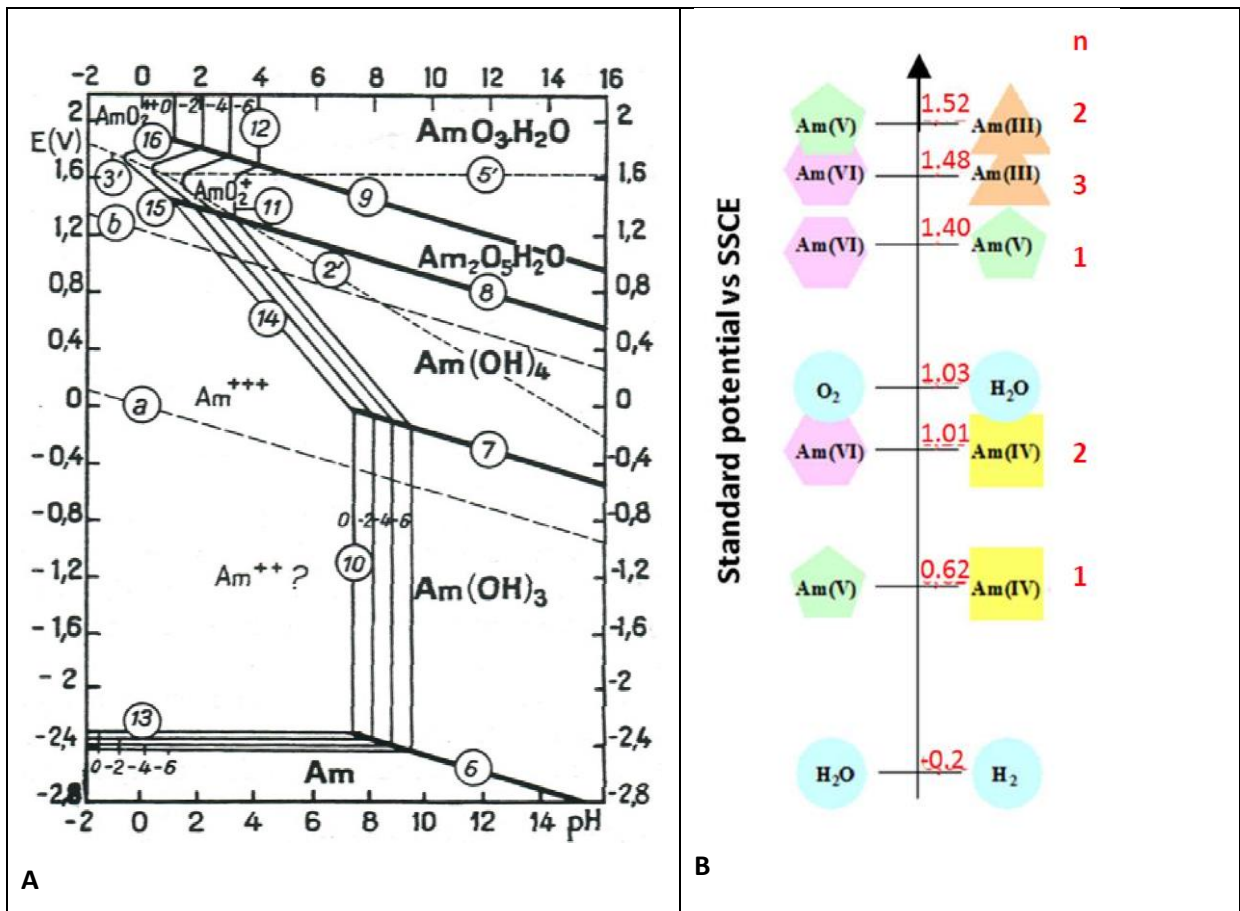 -2 0 2 4 6 8 10 12 14 16
2
E(V)
1,6
1,2
0,8
0,4
0
-0,4
-0,8
-1,2
-1,6
-2
-2,4
-2,8
2
1,6
1,2
0,8
0,4
0
-0,4
-0,8
-1,2
-1,6
-2
-2,4
-2,8
AmO₂⁺⁺ 0 -2 -4 -6
16
12
AmO₃.H₂O
3'
5'
AmO₂⁺
9
15
11
b
Am₂O₅H₂O
2'
8
14
Am(OH)₄
Am⁺⁺⁺
a
7
0 -2 -4 -6
10
Am⁺⁺ ?
Am(OH)₃
13
0 -2 -4 -6
Am
6
-2 0 2 4 6 8 10 12 14 pH
A
Standard potential vs SSCE
n
Am(V) 1.52 Am(III) 2
Am(VI) 1.48 Am(III) 3
Am(VI) 1.40 Am(V) 1
O₂ 1.03 H₂O
Am(VI) 1.01 Am(IV) 2
Am(V) 0.62 Am(IV) 1
H₂O -0.2 H₂
B